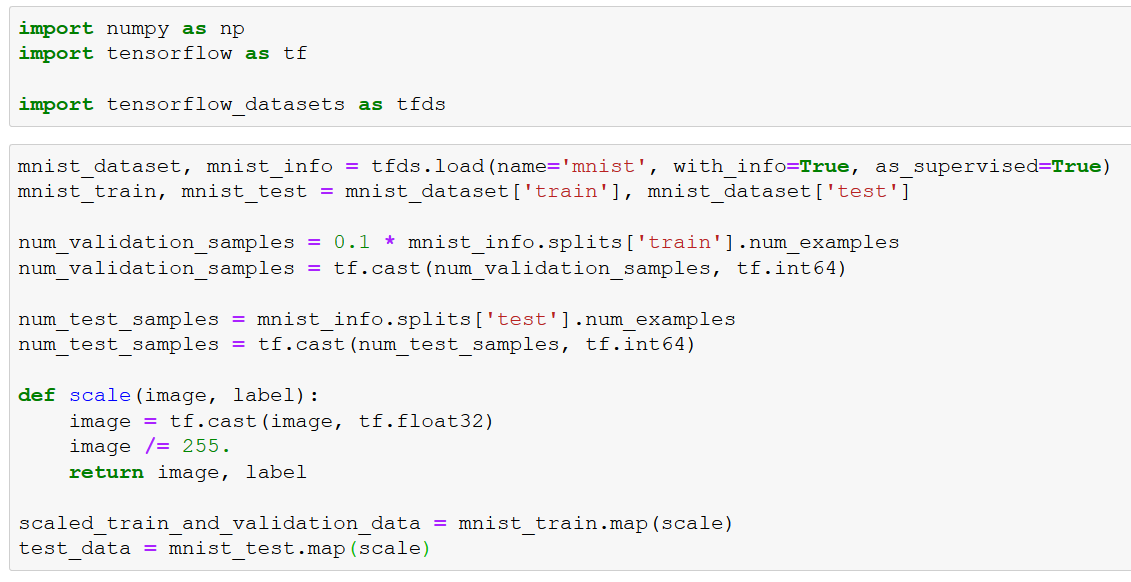 import numpy as np
import tensorflow as tf
import tensorflow_datasets as tfds
mnist_dataset, mnist_info = tfds.load(name='mnist', with_info=True, as_supervised=True)
mnist_train, mnist_test = mnist_dataset['train'], mnist_dataset['test']
num_validation_samples = 0.1 * mnist_info.splits['train'].num_examples
num_validation_samples = tf.cast(num_validation_samples, tf.int64)
num_test_samples = mnist_info.splits['test'].num_examples
num_test_samples = tf.cast(num_test_samples, tf.int64)
def scale(image, label):
    image = tf.cast(image, tf.float32)
    image /= 255.
    return image, label
scaled_train_and_validation_data = mnist_train.map(scale)
test_data = mnist_test.map(scale)